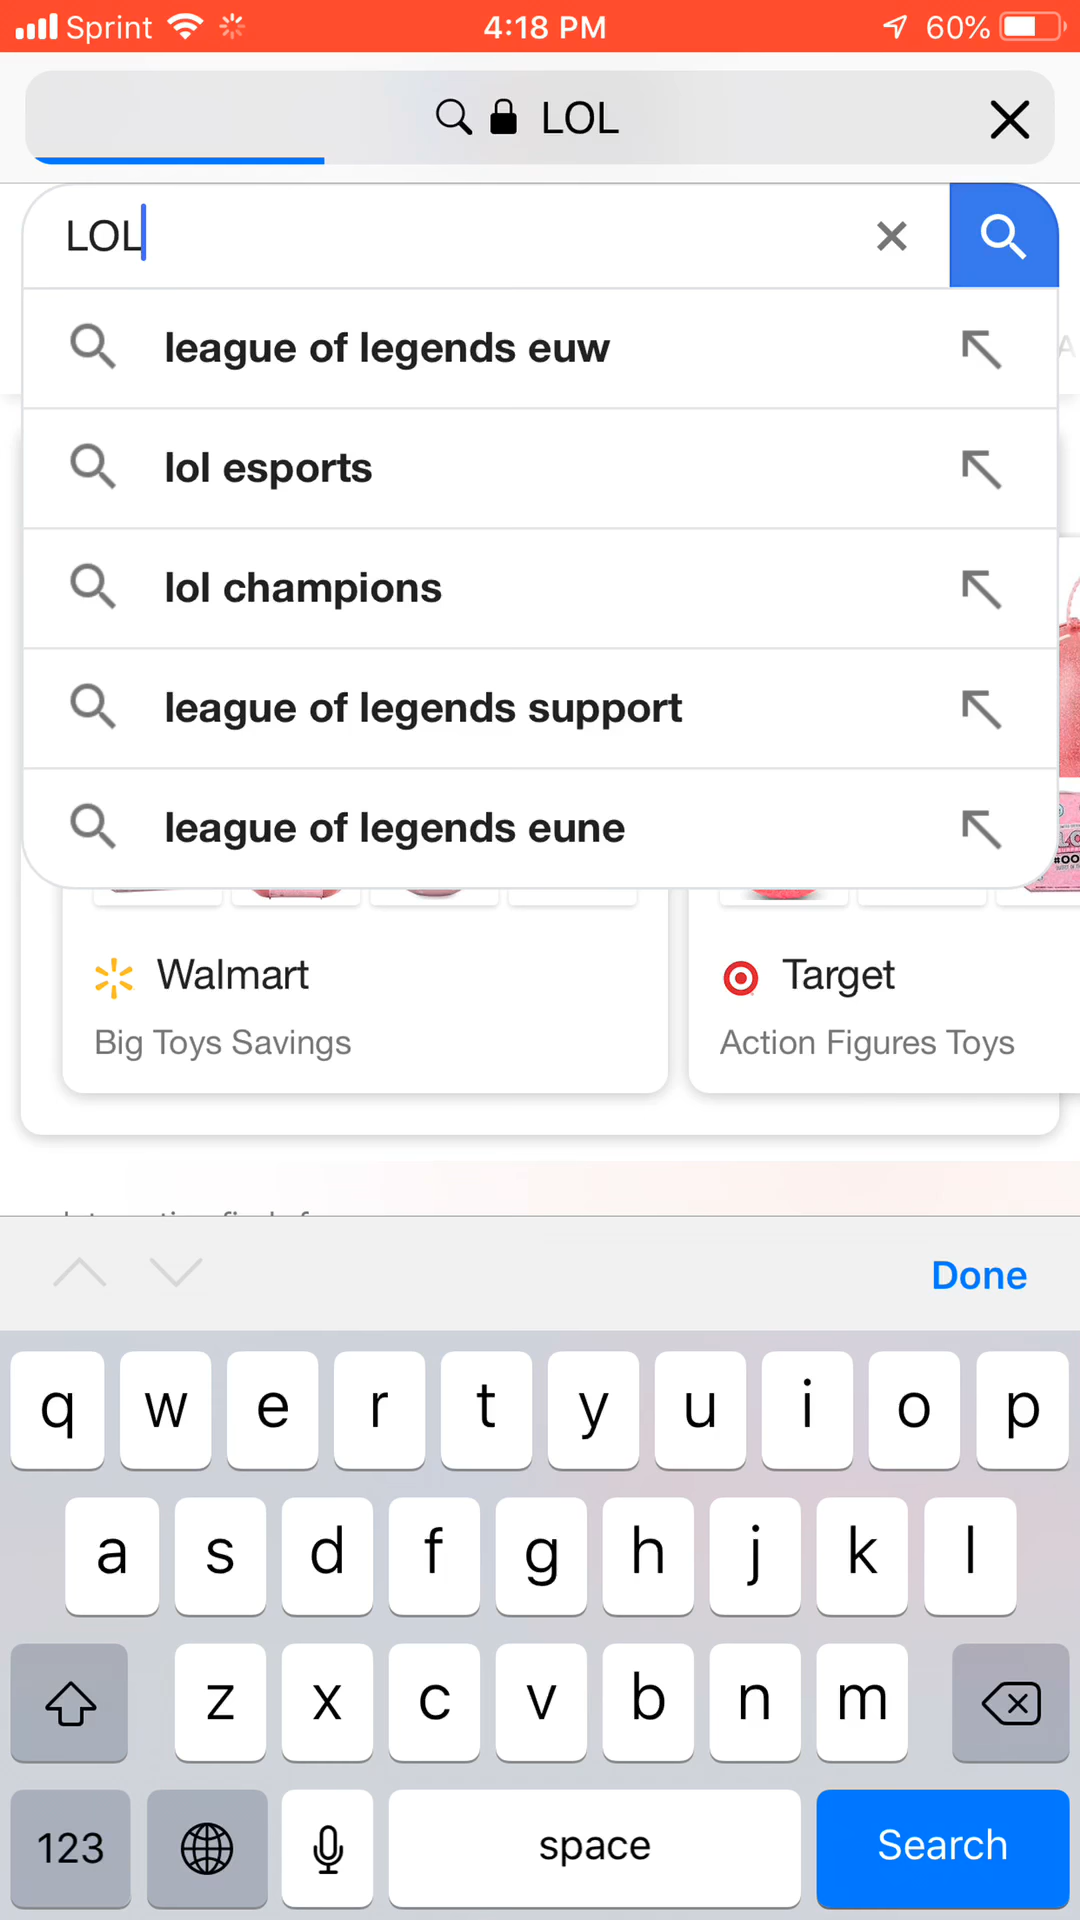 Sprint 4:18 PM 60%
LOL
LOL
league of legends euw
lol esports
lol champions
league of legends support
league of legends eune
Walmart Target
Big Toys Savings Action Figures Toys
Done
q w e r t y u i o p
a s d f g h j k l
z x c v b n m
123 space Search